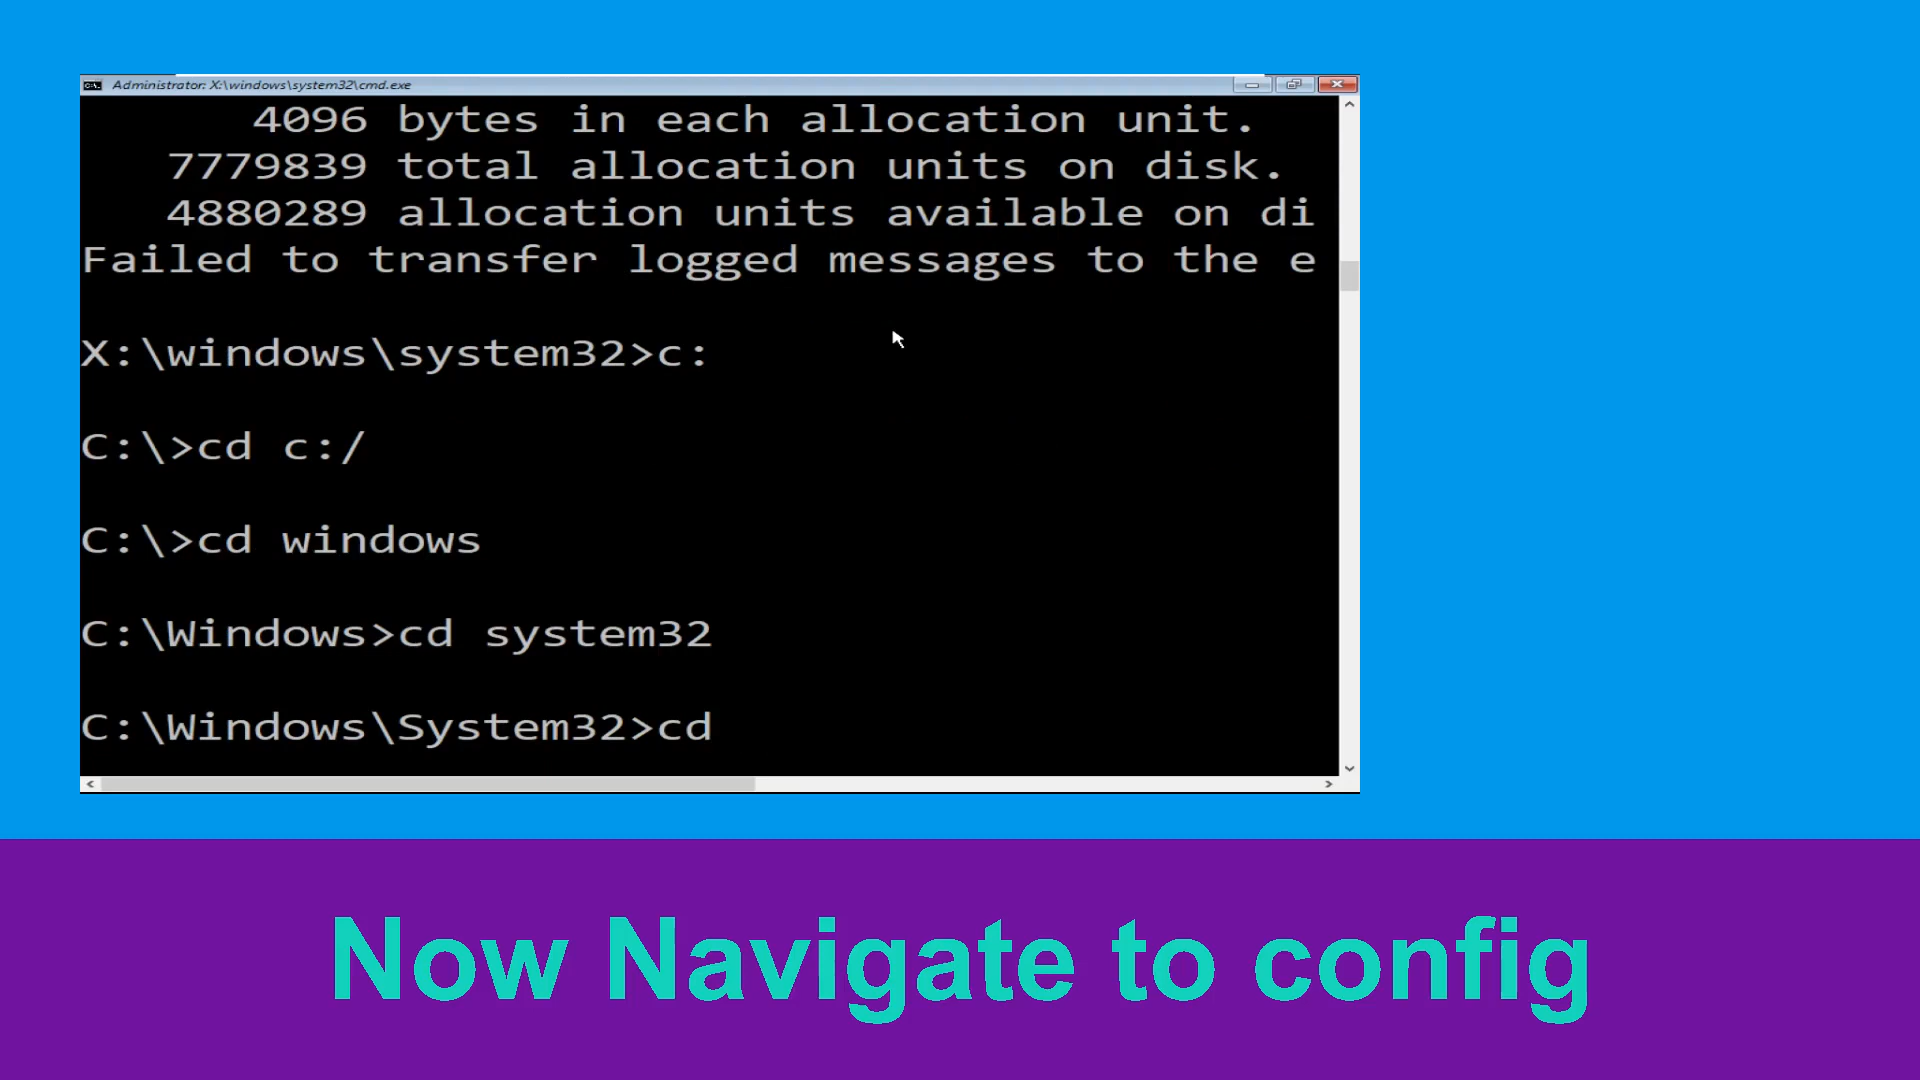 Administrator: X:\windows\system32\cmd.exe
4096 bytes in each allocation unit.
7779839 total allocation units on disk.
4880289 allocation units available on di
Failed to transfer logged messages to the e
X:\windows\system32>c:
C:\>cd c:/
C:\>cd windows
C:\Windows>cd system32
C:\Windows\System32>cd
Now Navigate to config